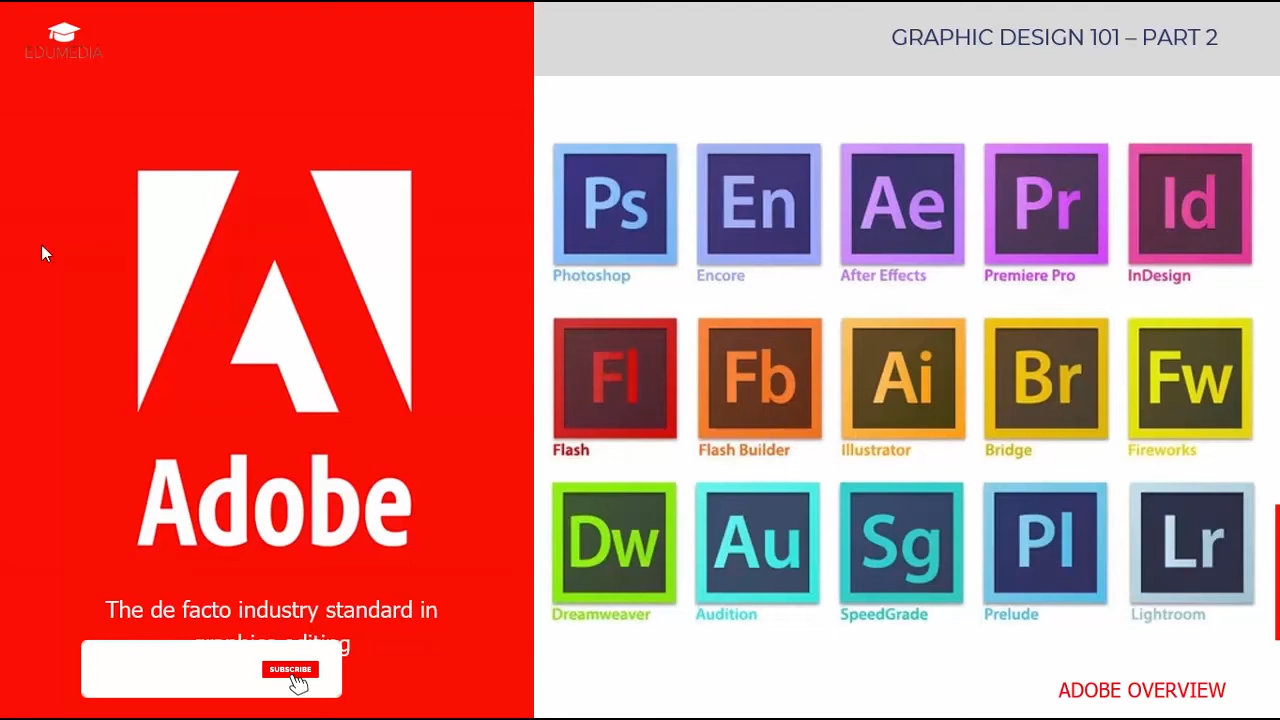 EDUMEDIA
GRAPHIC DESIGN 101 – PART 2
Adobe
The de facto industry standard in
graphics editing
SUBSCRIBE
Ps En Ae Pr Id
Photoshop Encore After Effects Premiere Pro InDesign
Fl Fb Ai Br Fw
Flash Flash Builder Illustrator Bridge Fireworks
Dw Au Sg Pl Lr
Dreamweaver Audition SpeedGrade Prelude Lightroom
ADOBE OVERVIEW